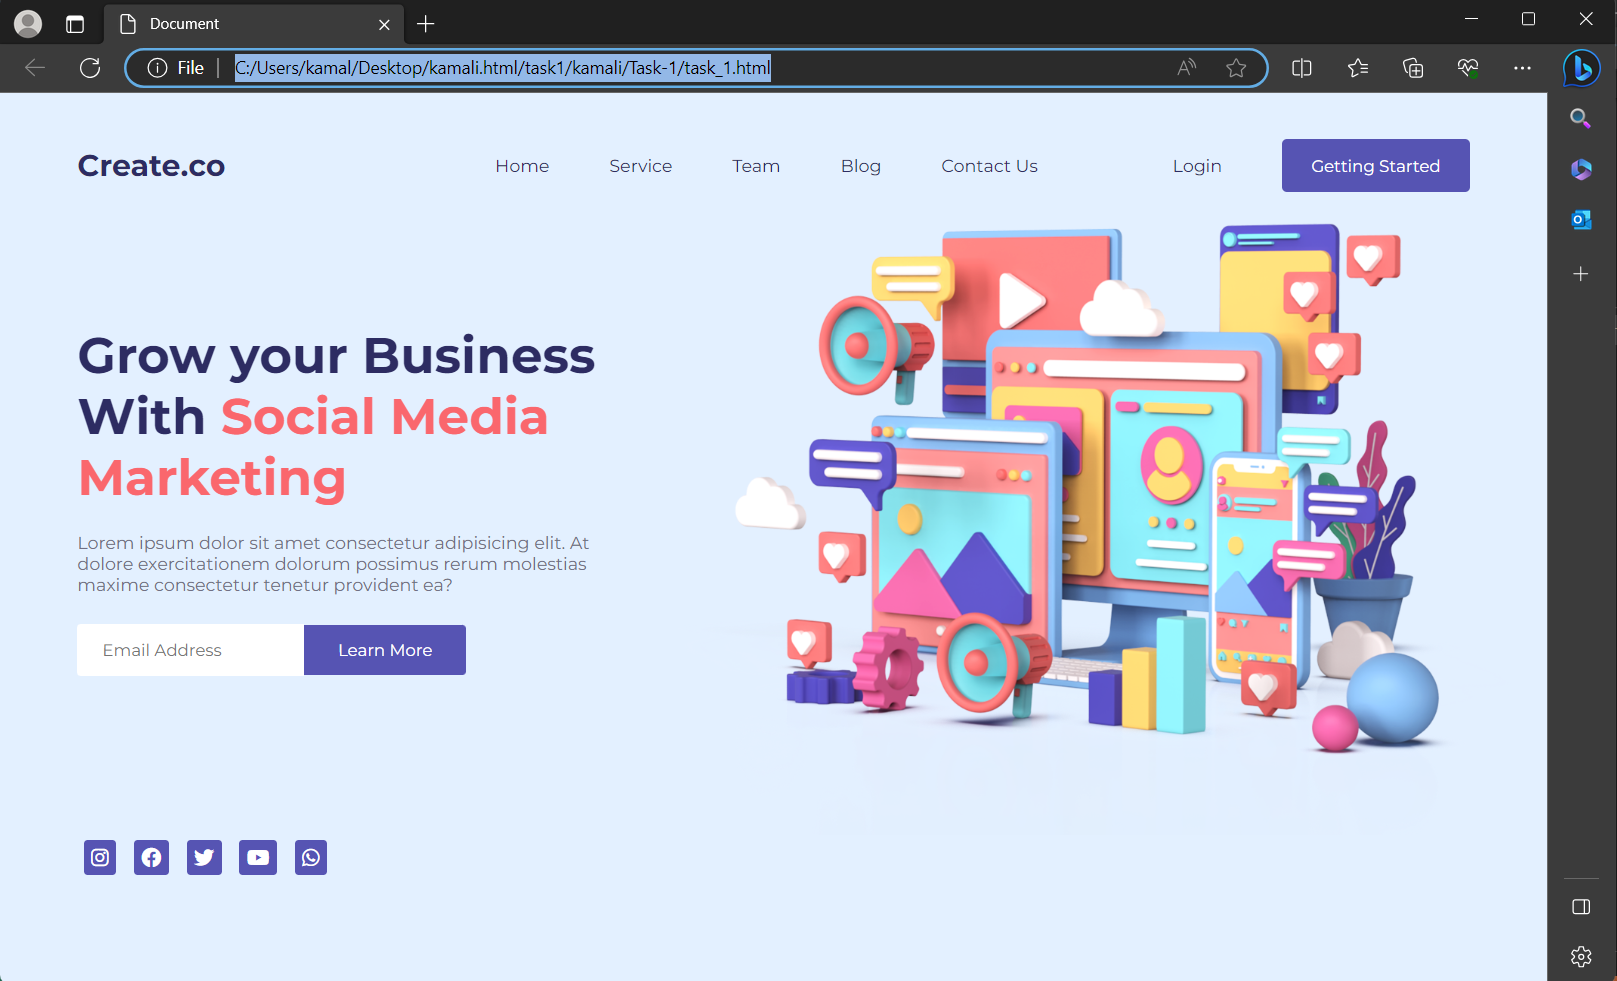 Document
File
C:/Users/kamal/Desktop/kamali.html/task1/kamali/Task-1/task_1.html
Create.co
Home
Service
Team
Blog
Contact Us
Login
Getting Started
Grow your Business
With Social Media
Marketing
Lorem ipsum dolor sit amet consectetur adipisicing elit. At
dolore exercitationem dolorum possimus rerum molestias
maxime consectetur tenetur provident ea?
Email Address
Learn More